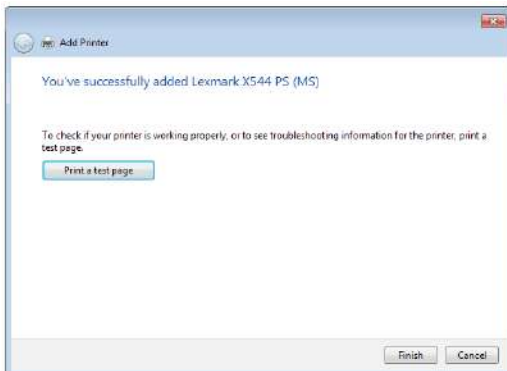 Add Printer
You've successfully added Lexmark X544 PS (MS)
To check if your printer is working properly, or to see troubleshooting information for the printer, print a
test page.
Print a test page
Finish
Cancel